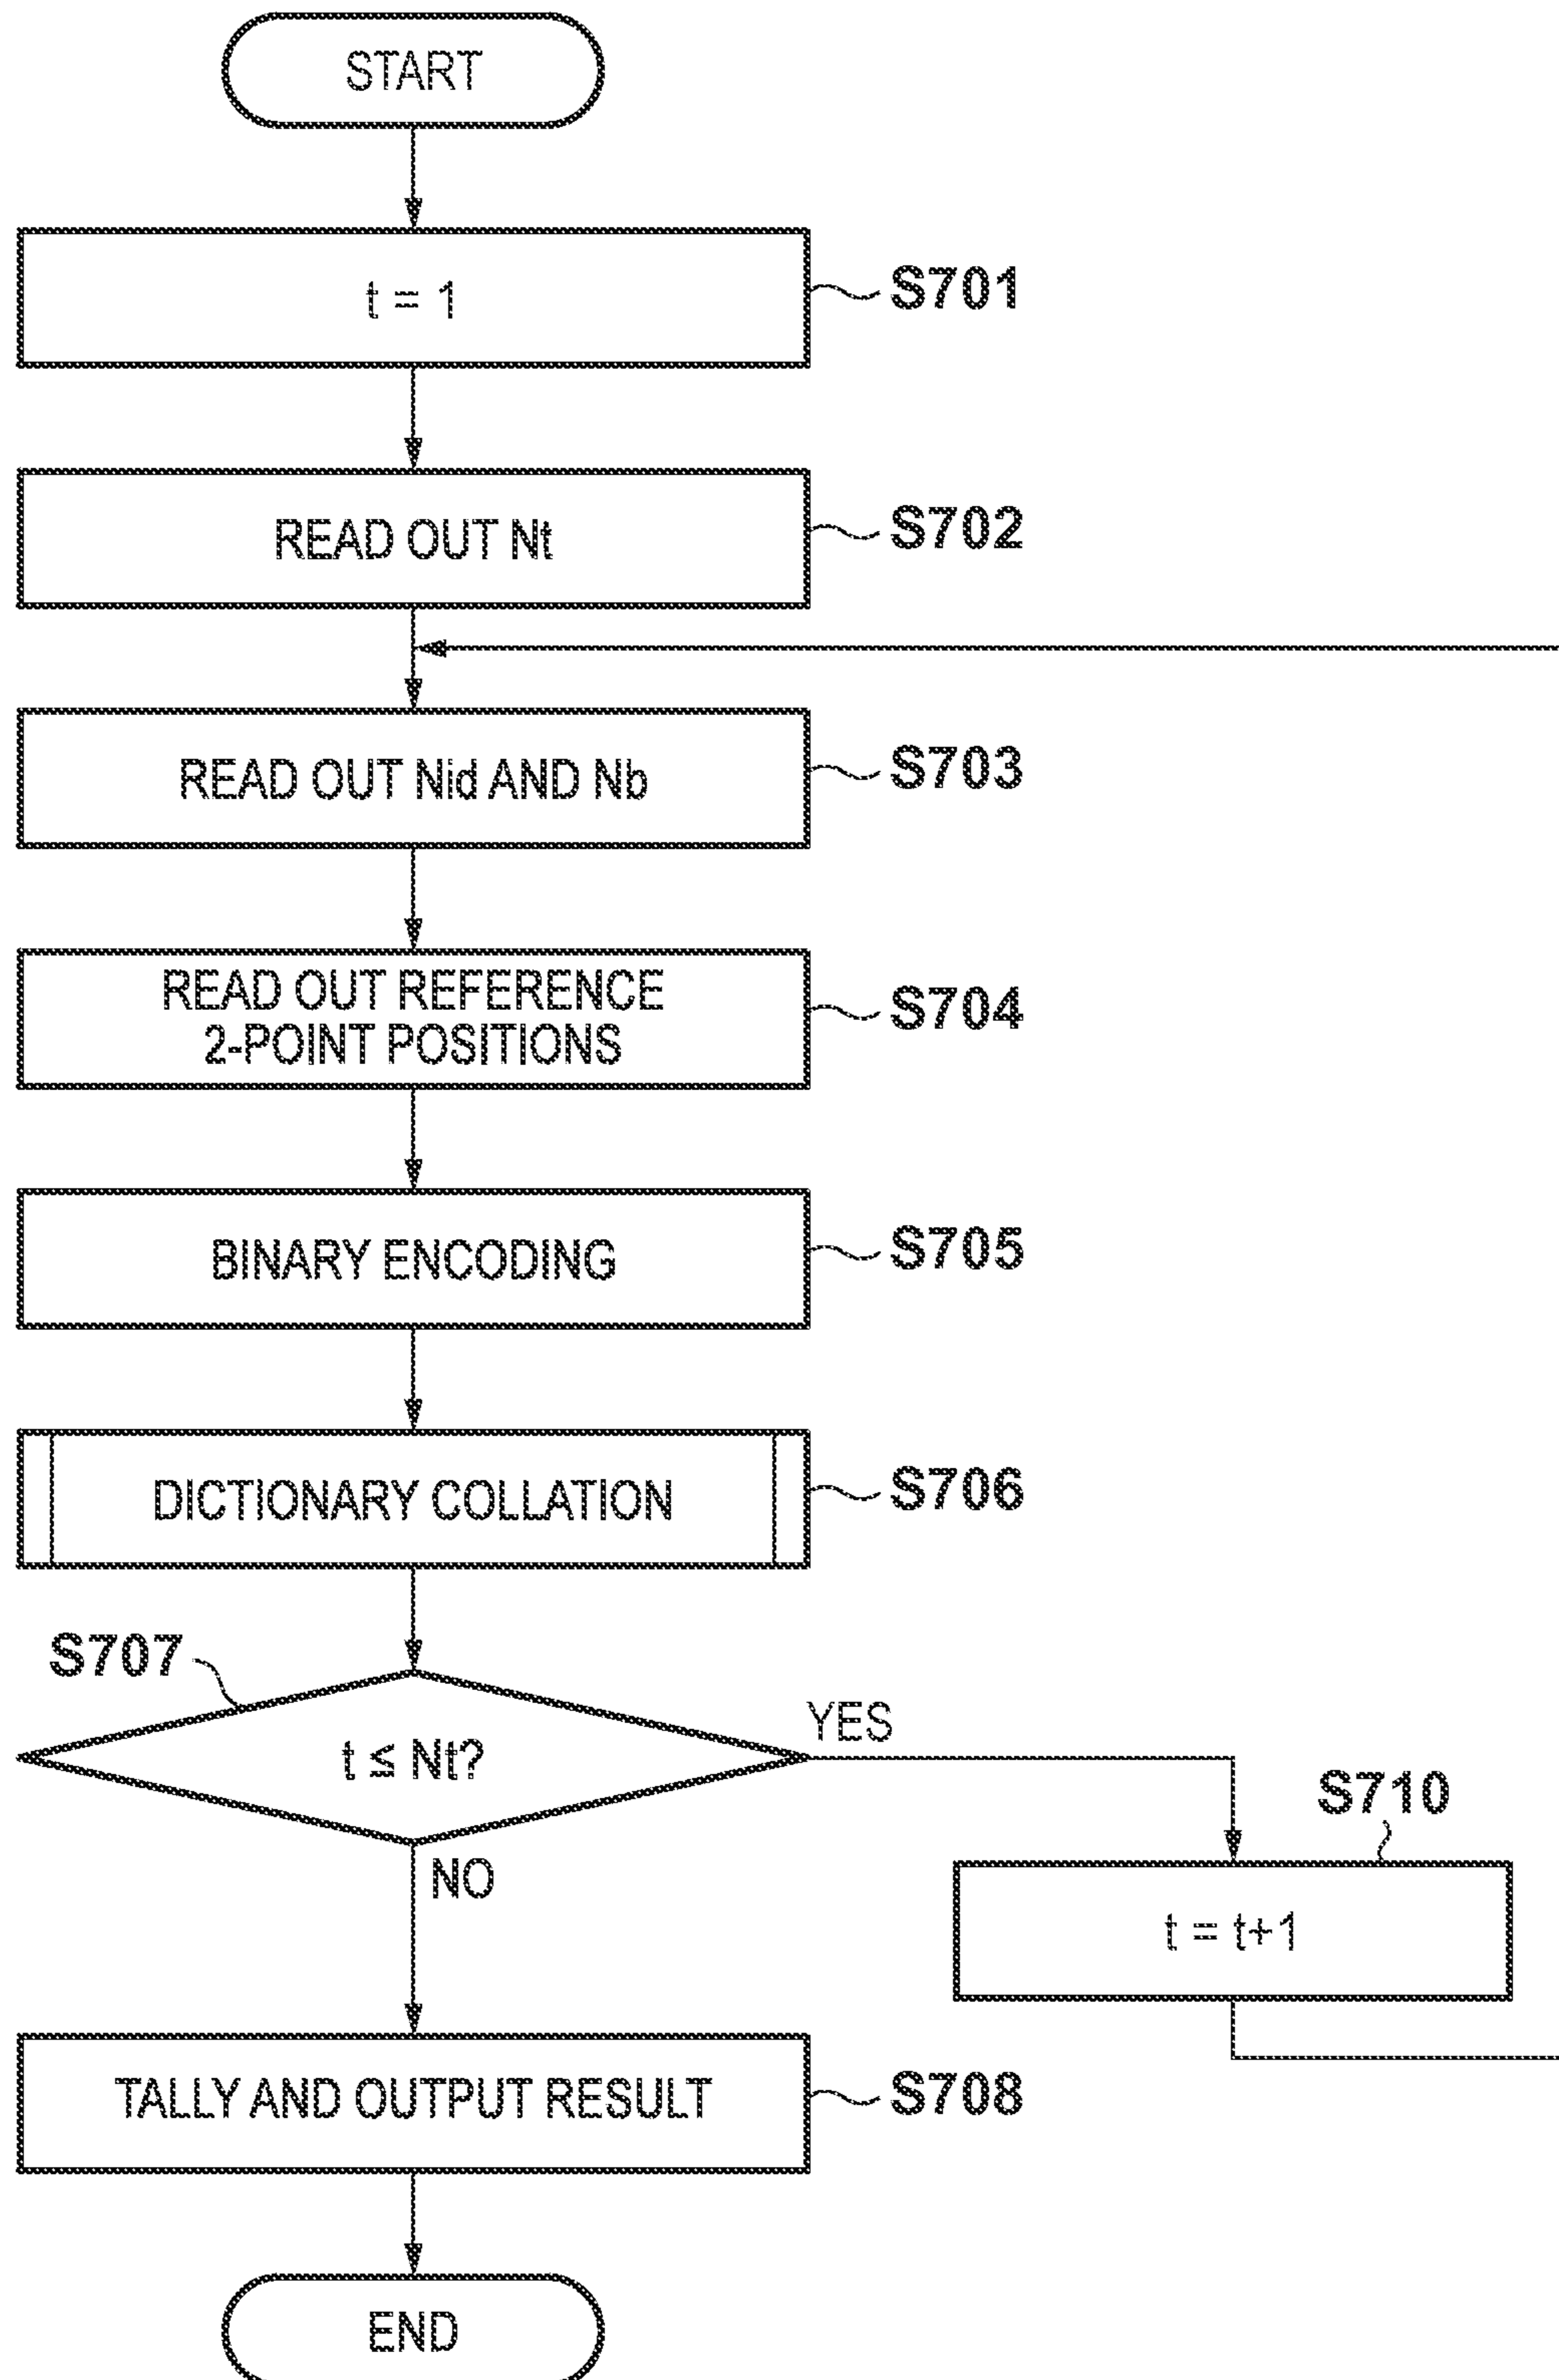 START
t = 1
S701
READ OUT Nt
S702
READ OUT Nid AND Nb
S703
READ OUT REFERENCE
2-POINT POSITIONS
S704
BINARY ENCODING
S705
DICTIONARY COLLATION
S706
S707
t ≤ Nt?
YES
NO
S710
t = t+1
TALLY AND OUTPUT RESULT
S708
END